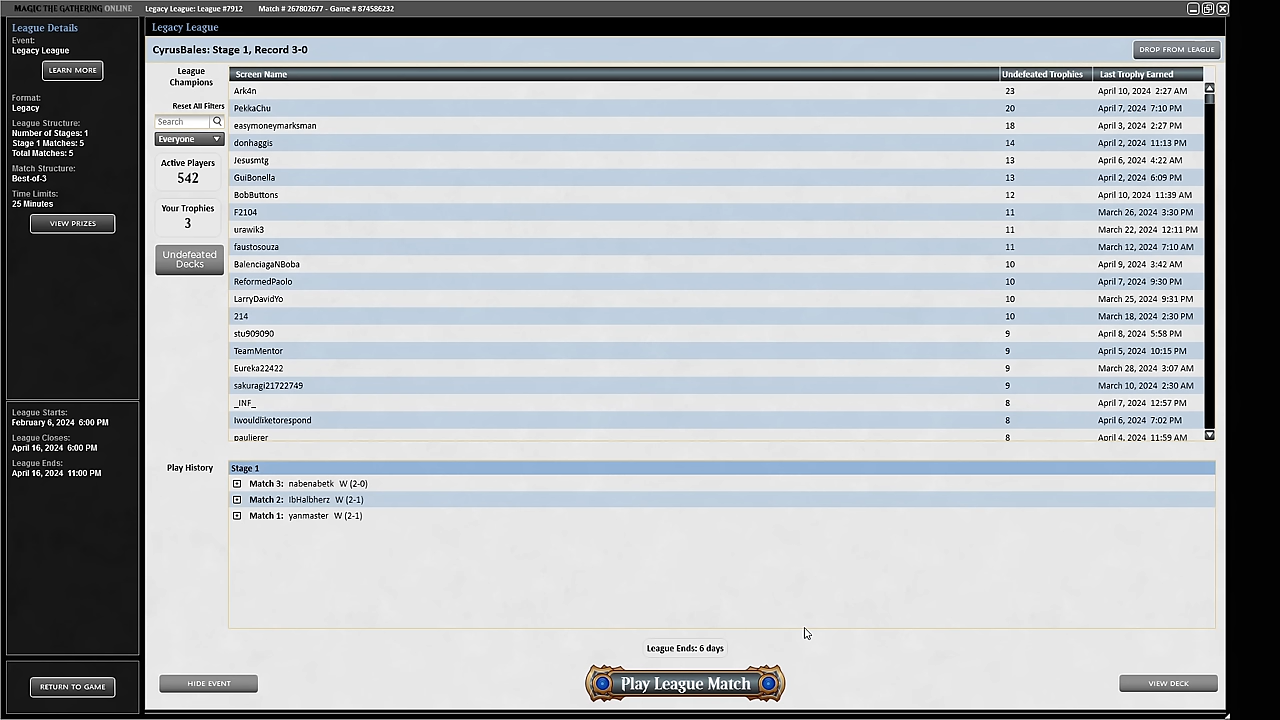 MAGIC THE GATHERING ONLINE
Legacy League: League #7912 Match # 267802677 - Game # 874586232
League Details
Event:
Legacy League
LEARN MORE
Format:
Legacy
League Structure:
Number of Stages: 1
Stage 1 Matches: 5
Total Matches: 5
Match Structure:
Best-of-3
Time Limits:
25 Minutes
VIEW PRIZES
League Starts:
February 6, 2024 6:00 PM
League Closes:
April 16, 2024 6:00 PM
League Ends:
April 16, 2024 11:00 PM
RETURN TO GAME
Legacy League
CyrusBales: Stage 1, Record 3-0
DROP FROM LEAGUE
League
Champions
Reset All Filters
Search
Everyone
Active Players
542
Your Trophies
3
Undefeated
Decks
Screen Name Undefeated Trophies Last Trophy Earned
Ark4n 23 April 10, 2024 2:27 AM
PekkaChu 20 April 7, 2024 7:10 PM
easymoneymarksman 18 April 3, 2024 2:27 PM
donhaggis 14 April 2, 2024 11:13 PM
Jesusmtg 13 April 6, 2024 4:22 AM
GuiBonella 13 April 2, 2024 6:09 PM
BobButtons 12 April 10, 2024 11:39 AM
F2104 11 March 26, 2024 3:30 PM
urawik3 11 March 22, 2024 12:11 PM
faustosouza 11 March 12, 2024 7:10 AM
BalenciagaNBoba 10 April 9, 2024 3:42 AM
ReformedPaolo 10 April 7, 2024 9:30 PM
LarryDavidYo 10 March 25, 2024 9:31 PM
214 10 March 18, 2024 2:30 PM
stu909090 9 April 8, 2024 5:58 PM
TeamMentor 9 April 5, 2024 10:15 PM
Eureka22422 9 March 28, 2024 3:07 AM
sakuragi21722749 9 March 10, 2024 2:30 AM
_INF_ 8 April 7, 2024 12:57 PM
Iwouldliketorespond 8 April 6, 2024 7:02 PM
paulierer 8 April 4, 2024 11:59 AM
Play History
Stage 1
Match 3: nabenabetk W (2-0)
Match 2: IbHalbherz W (2-1)
Match 1: yanmaster W (2-1)
League Ends: 6 days
HIDE EVENT
Play League Match
VIEW DECK